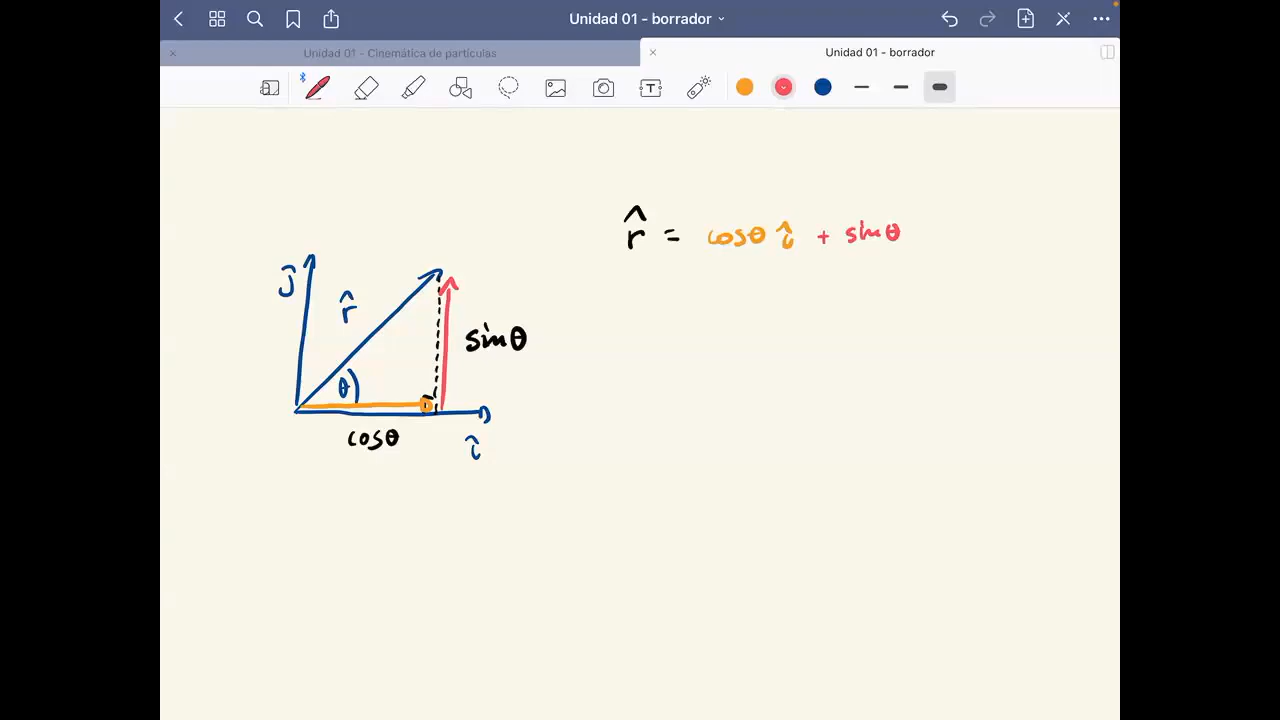 Unidad 01 - borrador
Unidad 01 - Cinemática de partículas
Unidad 01 - borrador
T
r̂ = cosθ î + sinθ
ĵ
r̂
sinθ
θ
cosθ
î